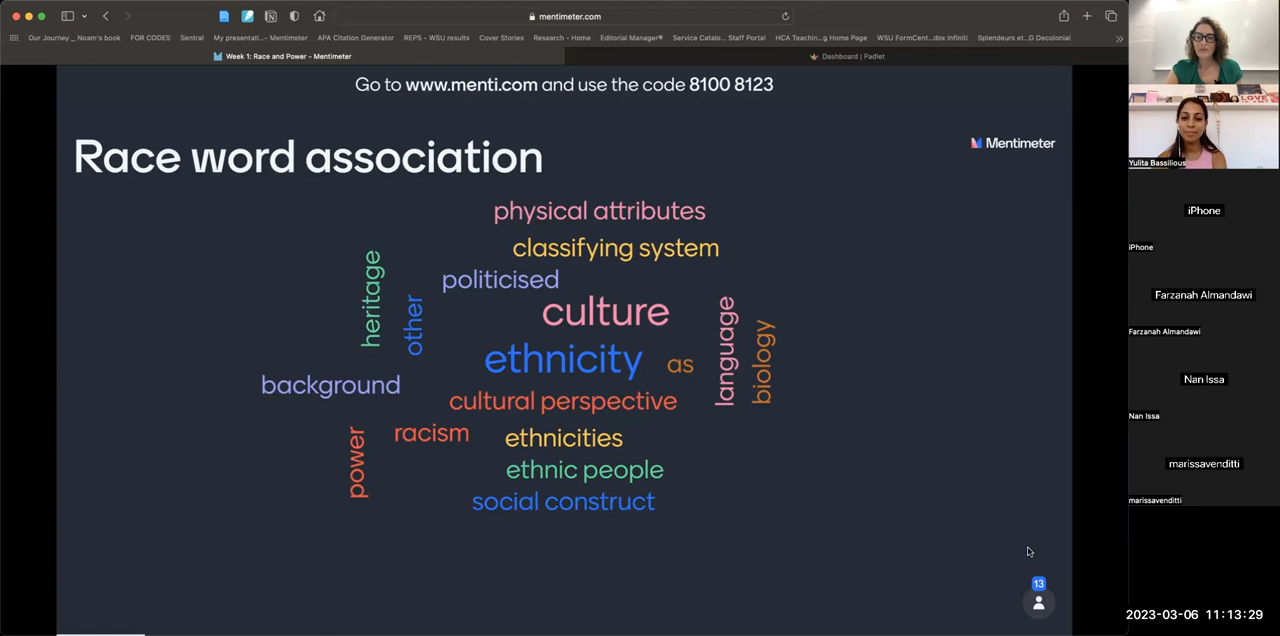 mentimeter.com
Our Journey _ Noam's book FOR CODES Sentral My presentati...- Mentimeter APA Citation Generator REPS - WSU results Cover Stories Research - Home Editorial Manager® Service Catalo... Staff Portal HCA Teachin...g Home Page WSU FormCent...dox Infiniti Splendeurs et...G Decolonial
Week 1: Race and Power - Mentimeter Dashboard | Padlet
Go to www.menti.com and use the code 8100 8123
Race word association
Mentimeter
physical attributes
classifying system
heritage
politicised
other
culture
language
biology
ethnicity
as
background
cultural perspective
power
racism
ethnicities
ethnic people
social construct
13
LOVE
Yulita Bassilious
iPhone
iPhone
Farzanah Almandawi
Farzanah Almandawi
Nan Issa
Nan Issa
marissavenditti
marissavenditti
2023-03-06 11:13:29